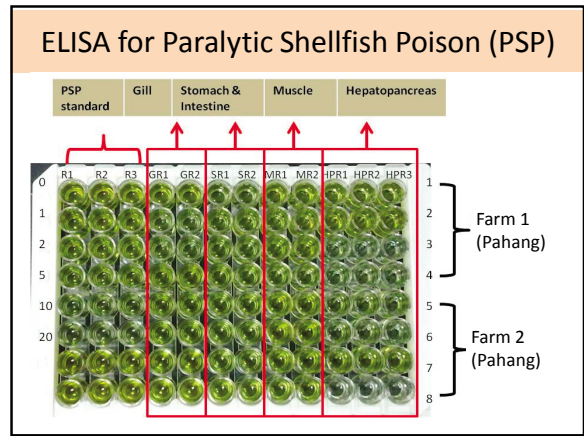 ELISA for Paralytic Shellfish Poison (PSP)
PSP standard
Gill
Stomach &
Intestine
Muscle
Hepatopancreas
R1 R2 R3 GR1 GR2 SR1 SR2 MR1 MR2 HPR1 HPR2 HPR3
0
1
2
5
10
20
1
2
3
4
5
6
7
8
Farm 1
(Pahang)
Farm 2
(Pahang)